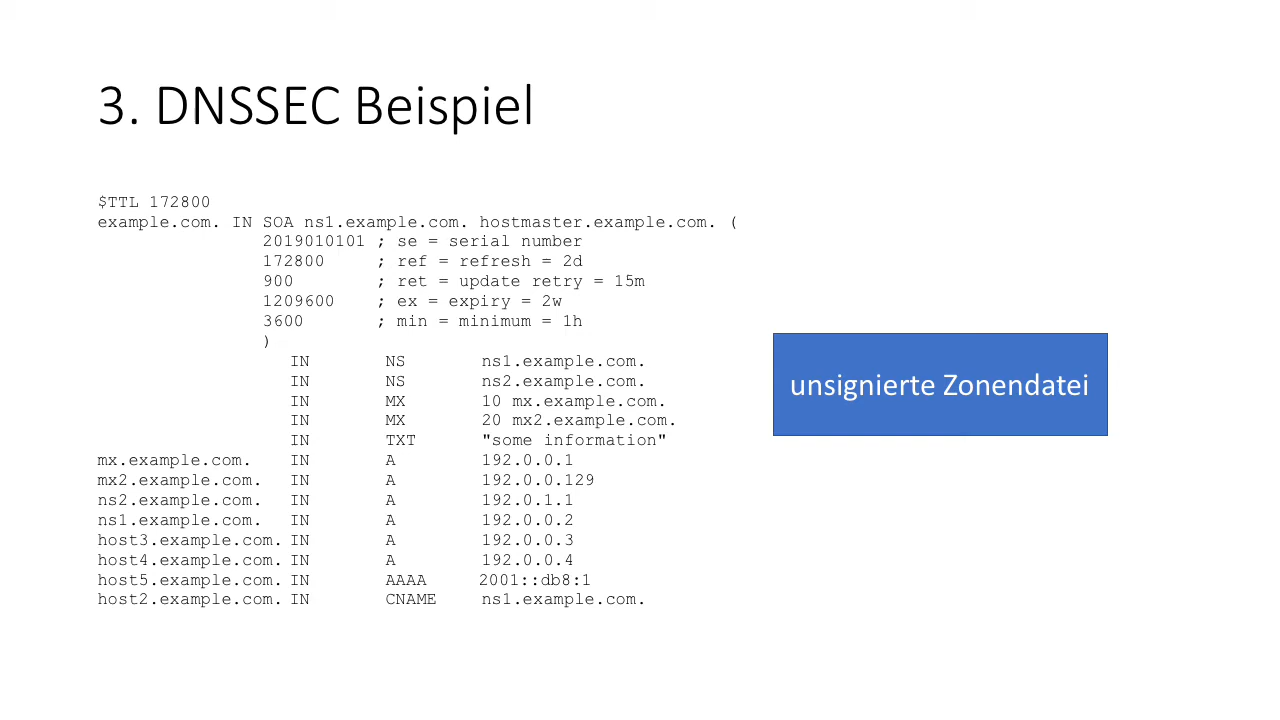 3. DNSSEC Beispiel
$TTL 172800
example.com. IN SOA ns1.example.com. hostmaster.example.com. (
2019010101 ; se = serial number
172800 ; ref = refresh = 2d
900 ; ret = update retry = 15m
1209600 ; ex = expiry = 2w
3600 ; min = minimum = 1h
)
IN NS ns1.example.com.
IN NS ns2.example.com.
IN MX 10 mx.example.com.
IN MX 20 mx2.example.com.
IN TXT "some information"
mx.example.com. IN A 192.0.0.1
mx2.example.com. IN A 192.0.0.129
ns2.example.com. IN A 192.0.1.1
ns1.example.com. IN A 192.0.0.2
host3.example.com. IN A 192.0.0.3
host4.example.com. IN A 192.0.0.4
host5.example.com. IN AAAA 2001::db8:1
host2.example.com. IN CNAME ns1.example.com.
unsignierte Zonendatei